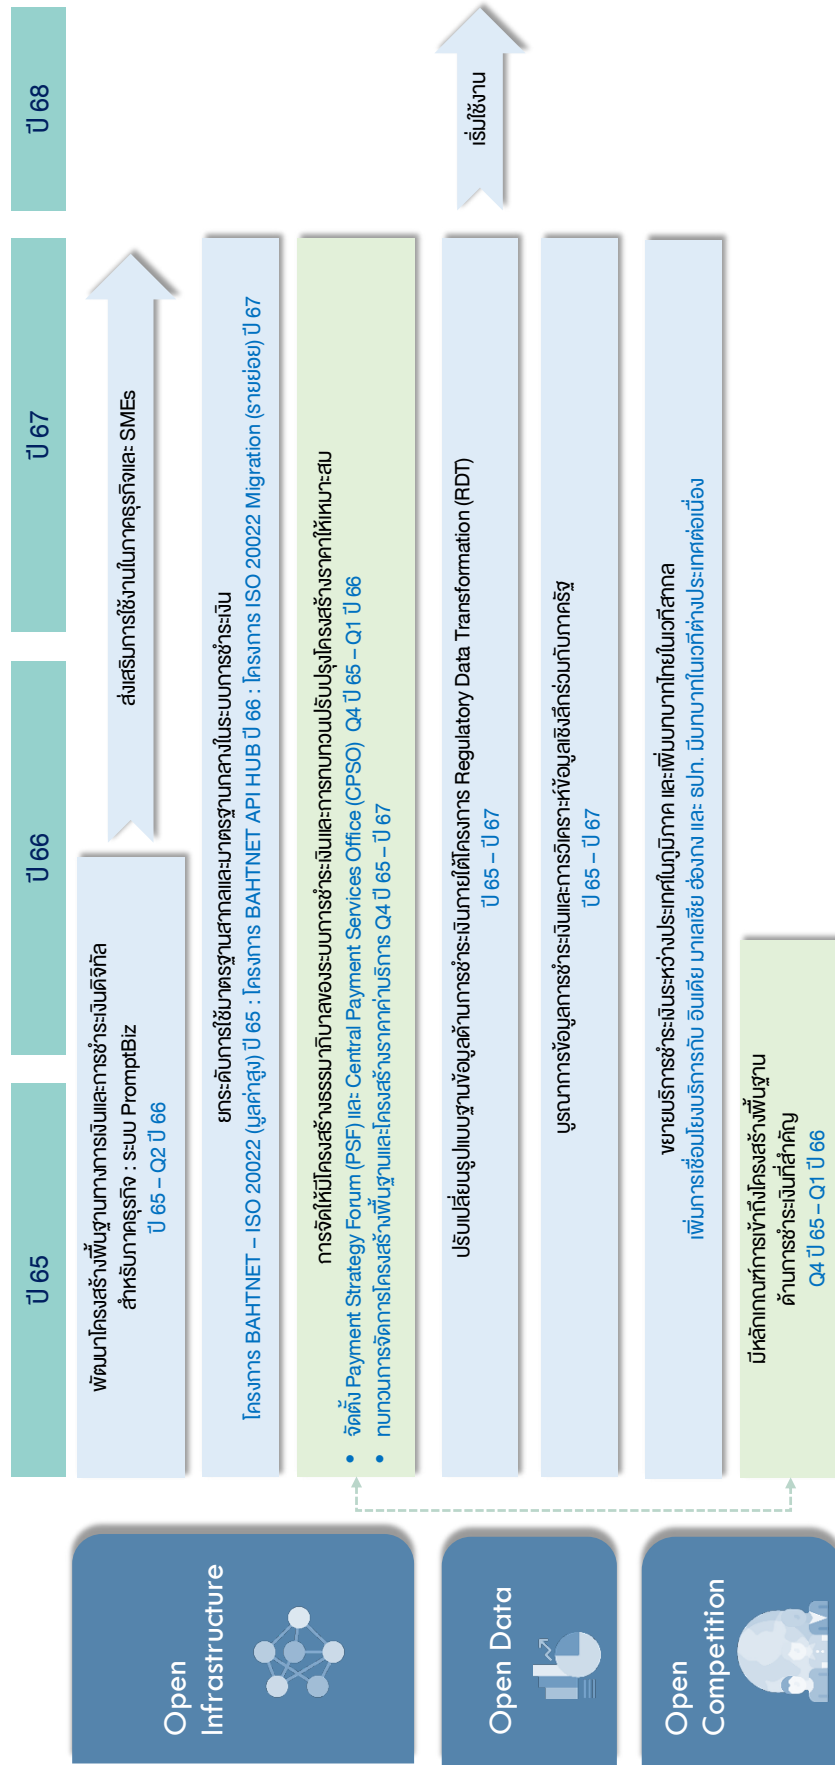 ปี 65
ปี 66
ปี 67
ปี 68
Open
Infrastructure
พัฒนาโครงสร้างพื้นฐานทางการเงินและการชำระเงินดิจิทัล
สำหรับภาคธุรกิจ : ระบบ PromptBiz
ปี 65 – Q2 ปี 66
ส่งเสริมการใช้งานในภาคธุรกิจและ SMEs
ยกระดับการใช้มาตรฐานสากลและมาตรฐานกลางในระบบการชำระเงิน
โครงการ BAHTNET – ISO 20022 (มูลค่าสูง) ปี 65 : โครงการ BAHTNET API HUB ปี 66 : โครงการ ISO 20022 Migration (รายย่อย) ปี 67
การจัดให้มีโครงสร้างธรรมาภิบาลของระบบการชำระเงินและการทบทวนปรับปรุงโครงสร้างราคาให้เหมาะสม
• จัดตั้ง Payment Strategy Forum (PSF) และ Central Payment Services Office (CPSO) Q4 ปี 65 – Q1 ปี 66
• ทบทวนการจัดการโครงสร้างพื้นฐานและโครงสร้างราคาค่าบริการ Q4 ปี 65 – ปี 67
Open Data
ปรับเปลี่ยนรูปแบบฐานข้อมูลด้านการชำระเงินภายใต้โครงการ Regulatory Data Transformation (RDT)
ปี 65 – ปี 67
เริ่มใช้งาน
บูรณาการข้อมูลการชำระเงินและการวิเคราะห์ข้อมูลเชิงลึกร่วมกับภาครัฐ
ปี 65 – ปี 67
Open
Competition
ขยายบริการชำระเงินระหว่างประเทศในภูมิภาค และเพิ่มบทบาทไทยในเวทีสากล
เพิ่มการเชื่อมโยงบริการกับ อินเดีย มาเลเซีย ฮ่องกง และ ธปท. มีบทบาทในเวทีต่างประเทศต่อเนื่อง
มีหลักเกณฑ์การเข้าถึงโครงสร้างพื้นฐาน
ด้านการชำระเงินที่สำคัญ
Q4 ปี 65 – Q1 ปี 66